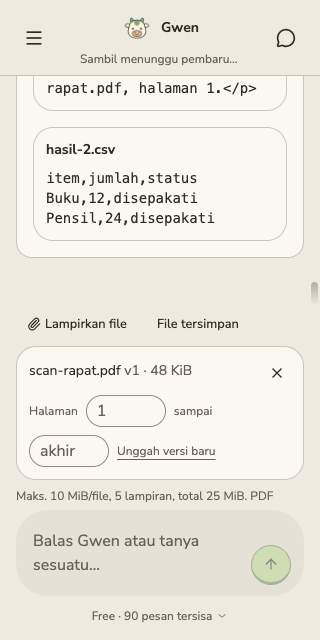 Gwen
Sambil menunggu pembaru...
rapat.pdf, halaman 1.</p>
hasil-2.csv
item,jumlah,status
Buku,12,disepakati
Pensil,24,disepakati
Lampirkan file
File tersimpan
scan-rapat.pdf v1 · 48 KiB
Halaman 1 sampai
akhir Unggah versi baru
Maks. 10 MiB/file, 5 lampiran, total 25 MiB. PDF
Balas Gwen atau tanya
sesuatu...
Free · 90 pesan tersisa